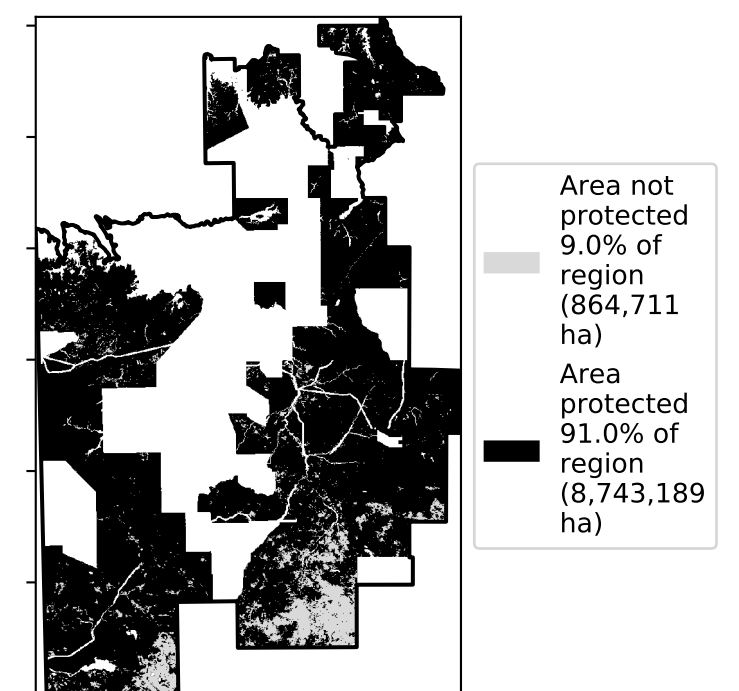 Area not
protected
9.0% of
region
(864,711
ha)
Area
protected
91.0% of
region
(8,743,189
ha)